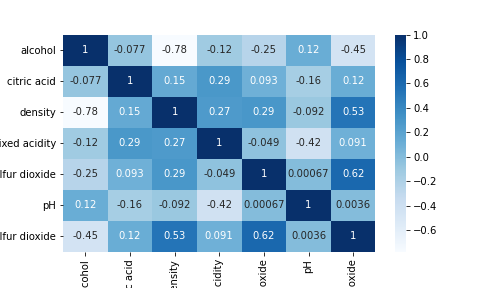 alcohol 1 -0.077 -0.78 -0.12 -0.25 0.12 -0.45
citric acid -0.077 1 0.15 0.29 0.093 -0.16 0.12
density -0.78 0.15 1 0.27 0.29 -0.092 0.53
ixed acidity -0.12 0.29 0.27 1 -0.049 -0.42 0.091
lfur dioxide -0.25 0.093 0.29 -0.049 1 0.00067 0.62
pH 0.12 -0.16 -0.092 -0.42 0.00067 1 0.0036
lfur dioxide -0.45 0.12 0.53 0.091 0.62 0.0036 1
cohol
c acid
ensity
cidity
oxide
pH
oxide
1.0
0.8
0.6
0.4
0.2
0.0
−0.2
−0.4
−0.6